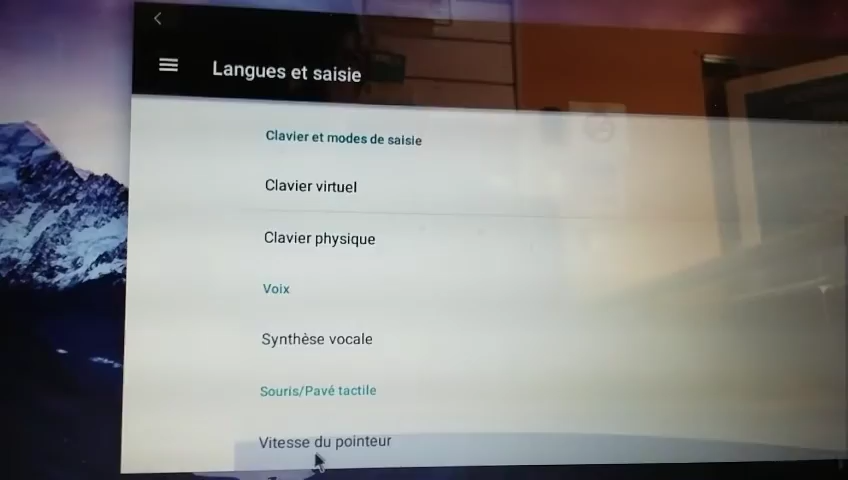 Langues et saisie
Clavier et modes de saisie
Clavier virtuel
Clavier physique
Voix
Synthèse vocale
Souris/Pavé tactile
Vitesse du pointeur